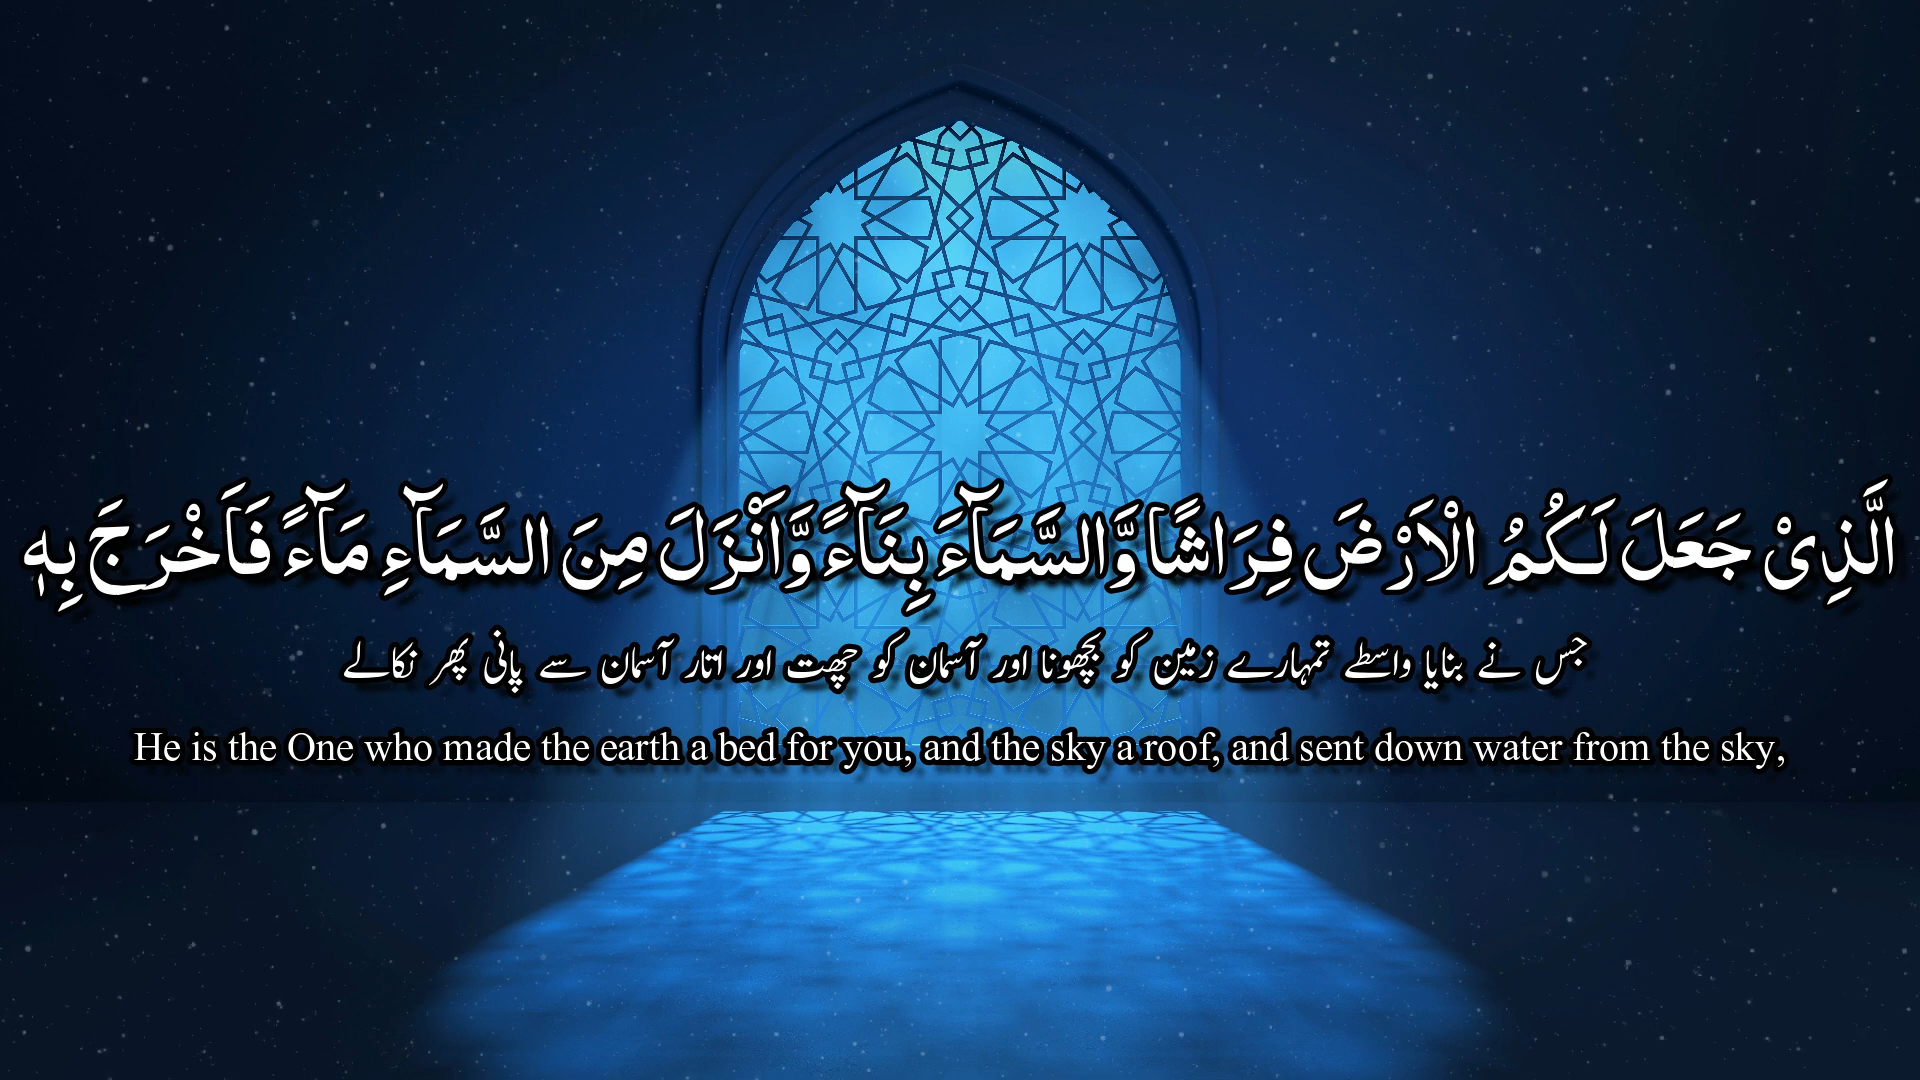 الَّذِىْ جَعَلَ لَـكُمُ الْاَرْضَ فِرَاشًا وَّالسَّمَآءَ بِنَآءً وَّاَنْزَلَ مِنَ السَّمَآءِ مَآءً فَاَخْرَجَ بِهٖ
جس نے بنایا واسطے تمہارے زمین کو بچھونا اور آسمان کو چھت اور اتار آسمان سے پانی پھر نکالے
He is the One who made the earth a bed for you, and the sky a roof, and sent down water from the sky,